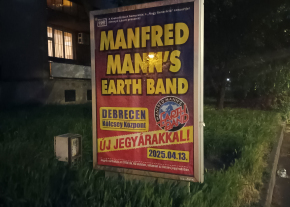 MANFRED
MANN'S
EARTH BAND
DEBRECEN
Kölcsey Központ
ÚJ JEGYÁRAKKAL!
2025.04.13.